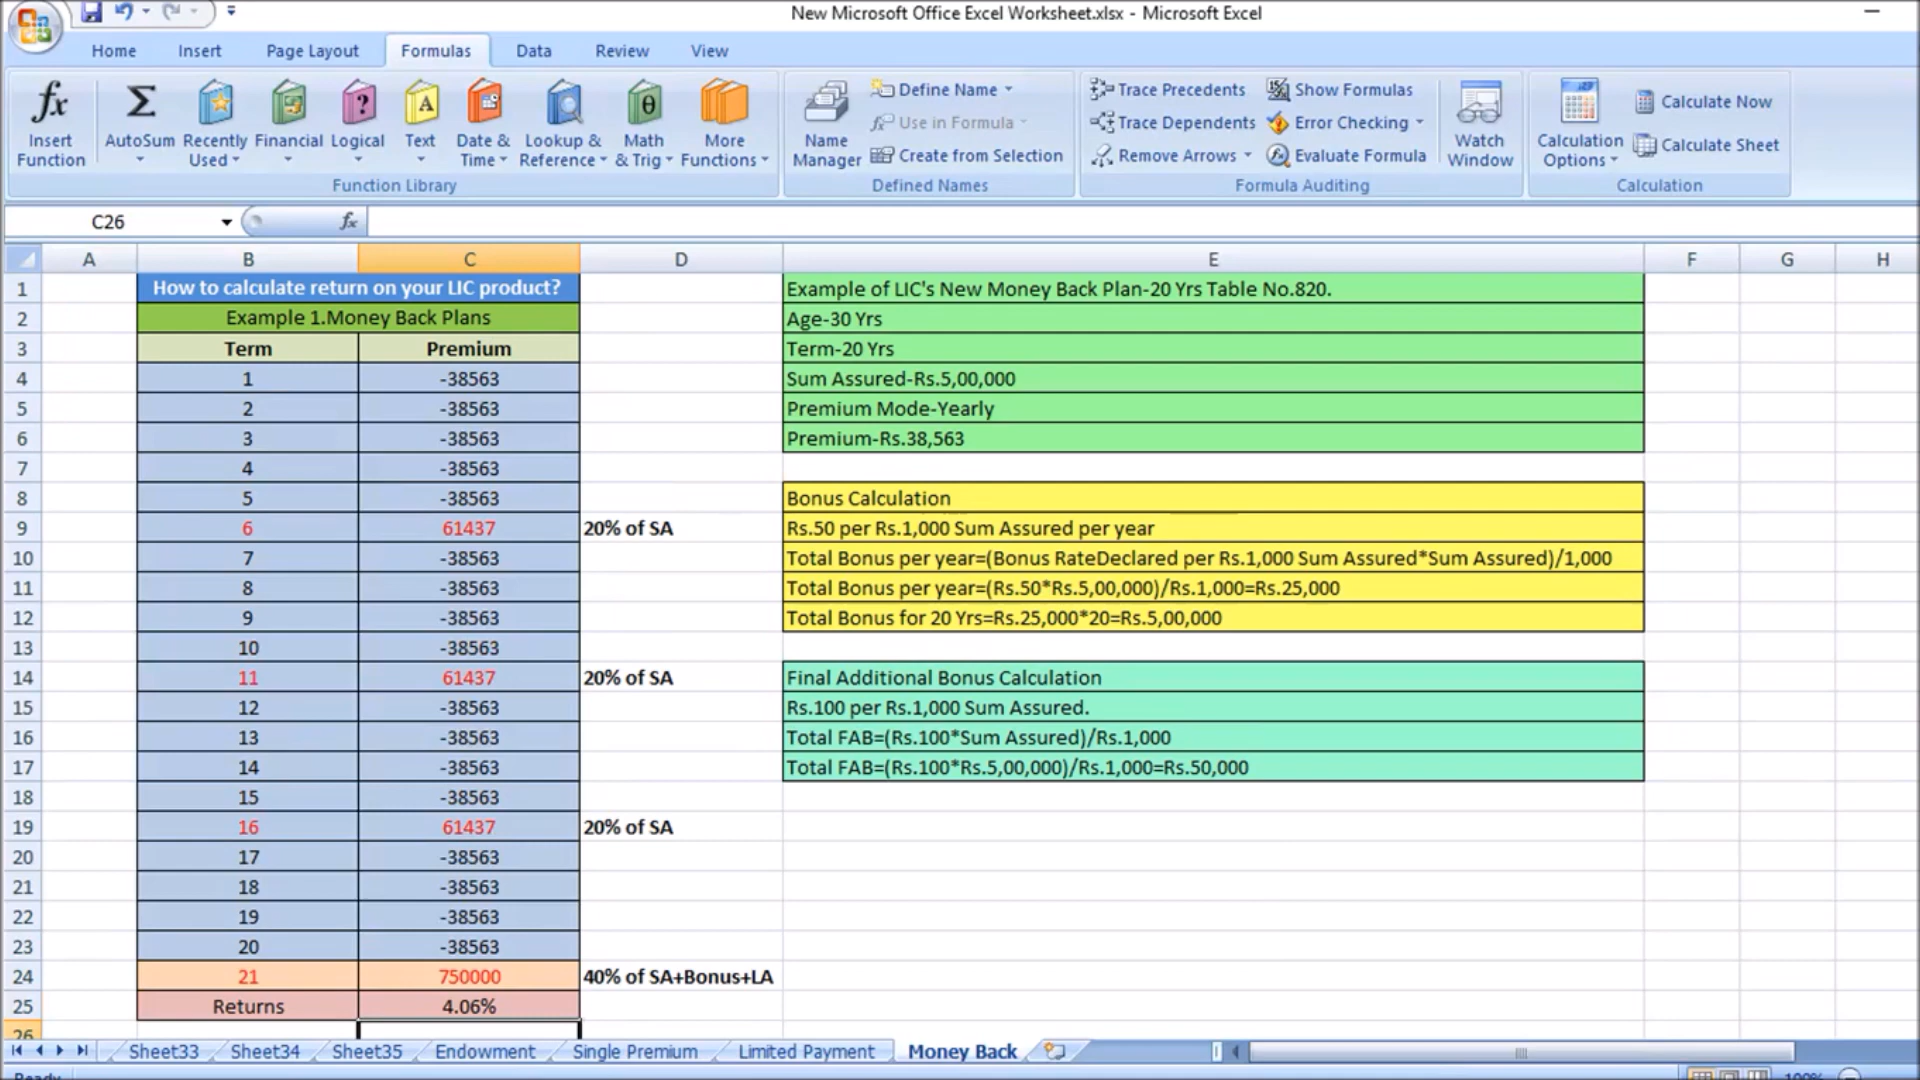 New Microsoft Office Excel Worksheet.xlsx - Microsoft Excel
Home Insert Page Layout Formulas Data Review View
Insert Function AutoSum Recently Used Financial Logical Text Date & Time Lookup & Reference Math & Trig More Functions
Function Library
Name Manager
Define Name
Use in Formula
Create from Selection
Defined Names
Trace Precedents Show Formulas
Trace Dependents Error Checking
Remove Arrows Evaluate Formula
Watch Window
Formula Auditing
Calculation Options
Calculate Now
Calculate Sheet
Calculation
C26 fx
A B C D E F G H
1 How to calculate return on your LIC product? Example of LIC's New Money Back Plan-20 Yrs Table No.820.
2 Example 1.Money Back Plans Age-30 Yrs
3 Term Premium Term-20 Yrs
4 1 -38563 Sum Assured-Rs.5,00,000
5 2 -38563 Premium Mode-Yearly
6 3 -38563 Premium-Rs.38,563
7 4 -38563
8 5 -38563 Bonus Calculation
9 6 61437 20% of SA Rs.50 per Rs.1,000 Sum Assured per year
10 7 -38563 Total Bonus per year=(Bonus RateDeclared per Rs.1,000 Sum Assured*Sum Assured)/1,000
11 8 -38563 Total Bonus per year=(Rs.50*Rs.5,00,000)/Rs.1,000=Rs.25,000
12 9 -38563 Total Bonus for 20 Yrs=Rs.25,000*20=Rs.5,00,000
13 10 -38563
14 11 61437 20% of SA Final Additional Bonus Calculation
15 12 -38563 Rs.100 per Rs.1,000 Sum Assured.
16 13 -38563 Total FAB=(Rs.100*Sum Assured)/Rs.1,000
17 14 -38563 Total FAB=(Rs.100*Rs.5,00,000)/Rs.1,000=Rs.50,000
18 15 -38563
19 16 61437 20% of SA
20 17 -38563
21 18 -38563
22 19 -38563
23 20 -38563
24 21 750000 40% of SA+Bonus+LA
25 Returns 4.06%
26
Sheet33 Sheet34 Sheet35 Endowment Single Premium Limited Payment Money Back
Ready 100%